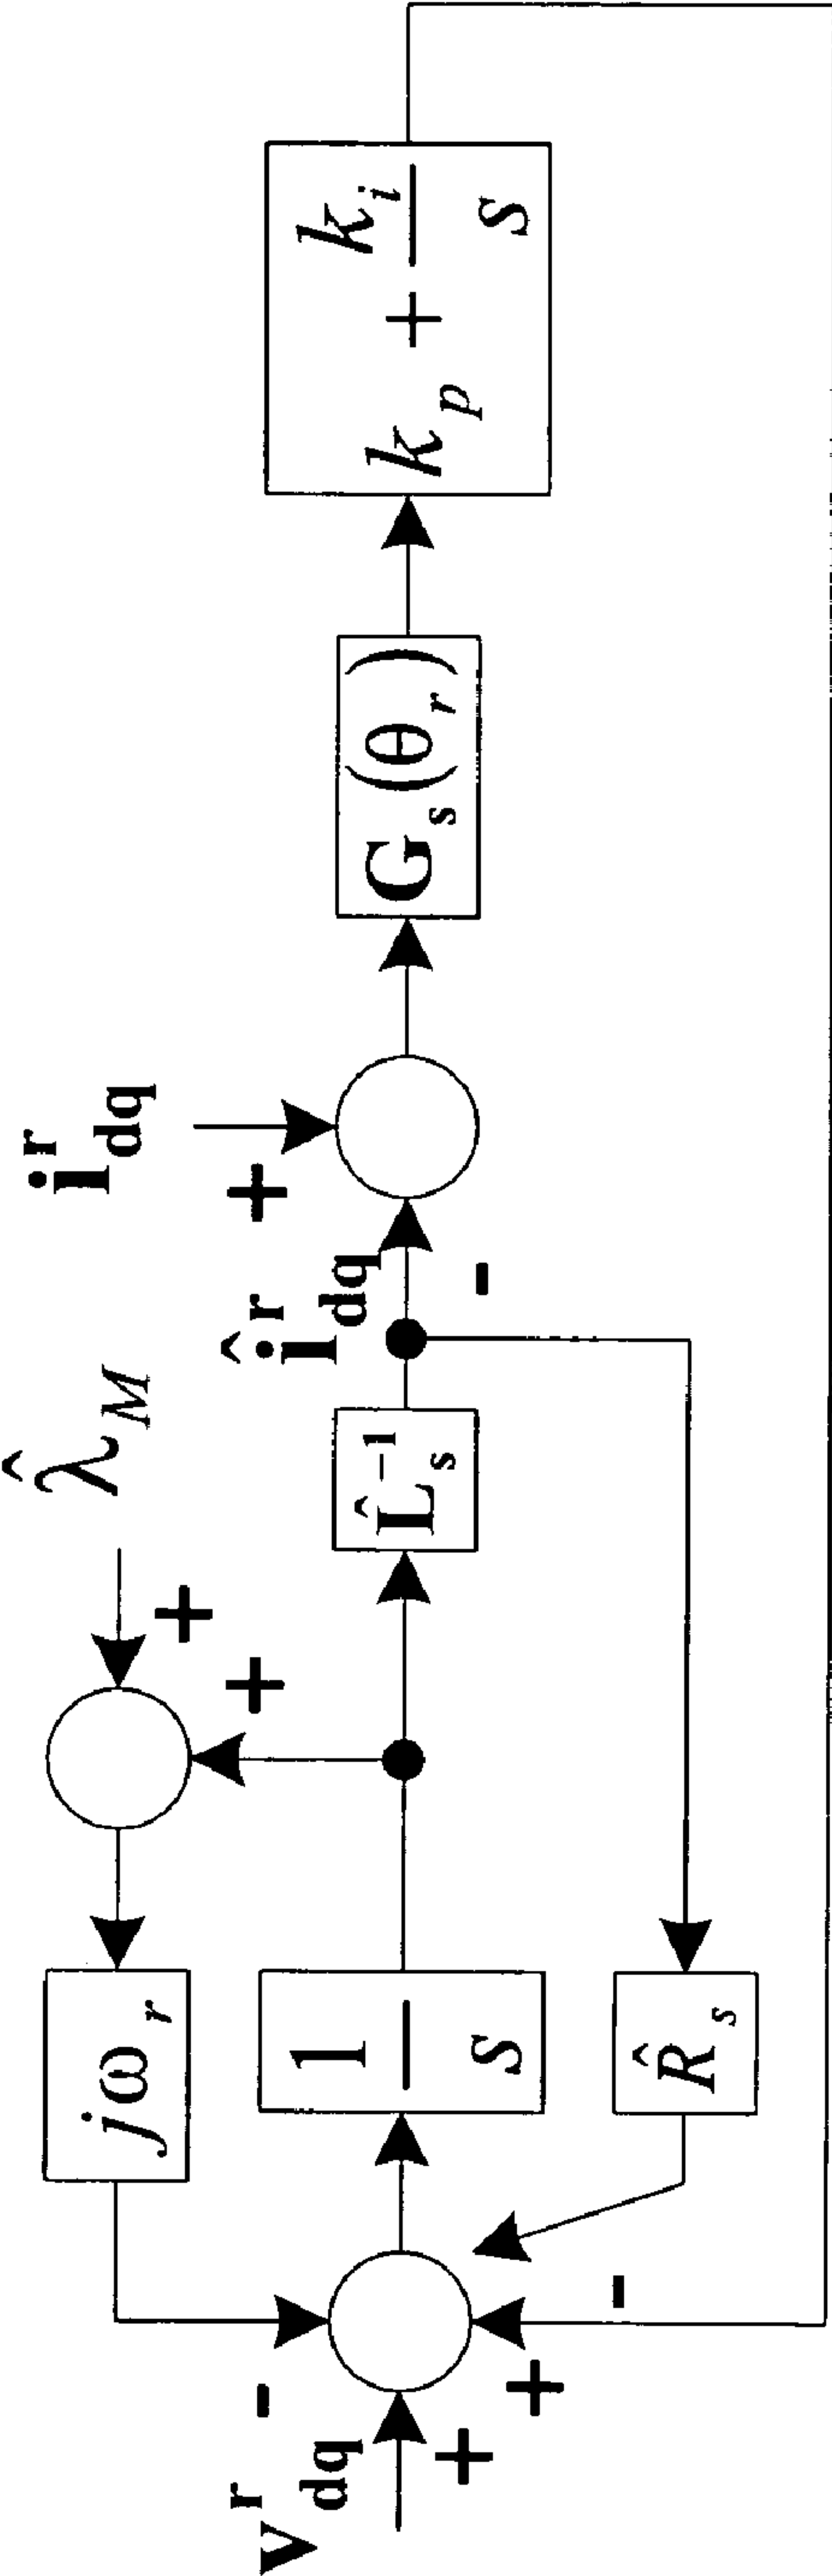 v^r_dq
-
+
+
-
jω_r
1/s
R̂_s
+
+
λ̂_M
L̂_s^-1
î^r_dq
-
+
i^r_dq
G_s(θ_r)
k_p + k_i/s